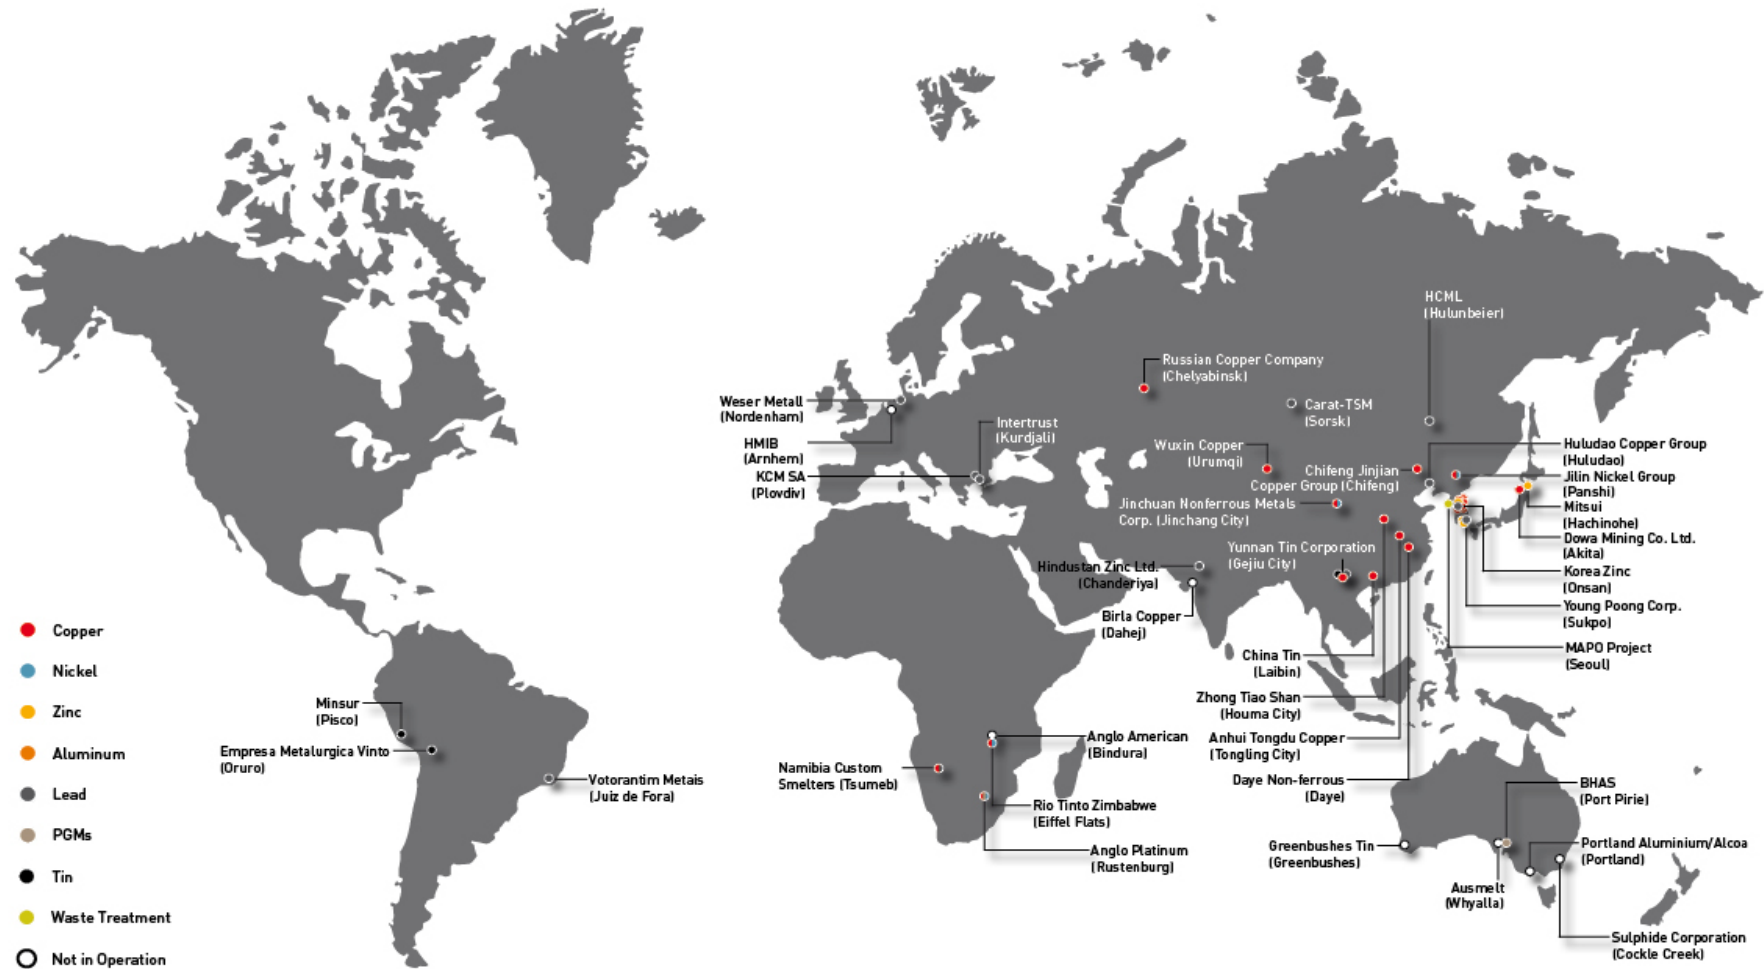 HCML
(Hulunbeier)
Russian Copper Company
(Chelyabinsk)
Weser Metall
(Nordenham)
HMIB
(Arnhem)
KCM SA
(Plovdiv)
Intertrust
(Kurdjali)
Carat-TSM
(Sorsk)
Wuxin Copper
(Urumqi)
Chifeng Jinjian
Copper Group (Chifeng)
Jinchuan Nonferrous Metals
Corp. (Jinchang City)
Yunnan Tin Corporation
(Gejiu City)
Hindustan Zinc Ltd.
(Chanderiya)
Birla Copper
(Dahej)
Huludao Copper Group
(Huludao)
Jilin Nickel Group
(Panshi)
Mitsui
(Hachinohe)
Dowa Mining Co. Ltd.
(Akita)
Korea Zinc
(Onsan)
Young Poong Corp.
(Sukpo)
MAPO Project
(Seoul)
China Tin
(Laibin)
Zhong Tiao Shan
(Houma City)
Anhui Tongdu Copper
(Tongling City)
Daye Non-ferrous
(Daye)
Copper
Nickel
Zinc
Aluminum
Lead
PGMs
Tin
Waste Treatment
Not in Operation
Minsur
(Pisco)
Empresa Metalurgica Vinto
(Oruro)
Votorantim Metais
(Juiz de Fora)
Namibia Custom
Smelters (Tsumeb)
Anglo American
(Bindura)
Rio Tinto Zimbabwe
(Eiffel Flats)
Anglo Platinum
(Rustenburg)
BHAS
(Port Pirie)
Greenbushes Tin
(Greenbushes)
Portland Aluminium/Alcoa
(Portland)
Ausmelt
(Whyalla)
Sulphide Corporation
(Cockle Creek)